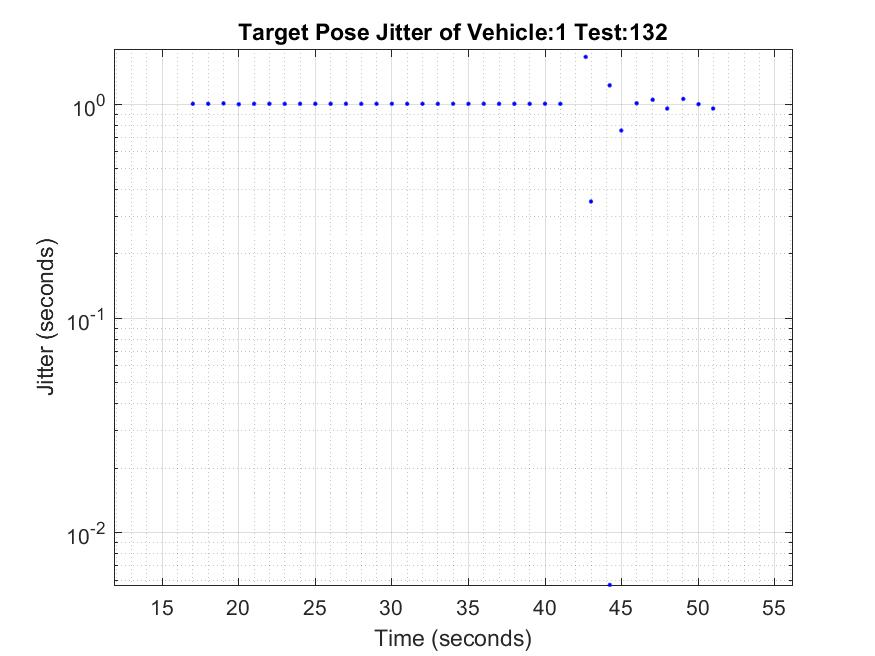 Target Pose Jitter of Vehicle:1 Test:132
10^0
10^-1
10^-2
Jitter (seconds)
15 20 25 30 35 40 45 50 55
Time (seconds)